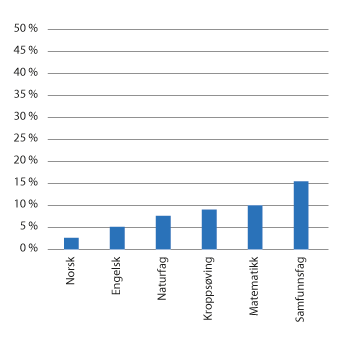 50 %
45 %
40 %
35 %
30 %
25 %
20 %
15 %
10 %
5 %
0 %
Norsk
Engelsk
Naturfag
Kroppsøving
Matematikk
Samfunnsfag